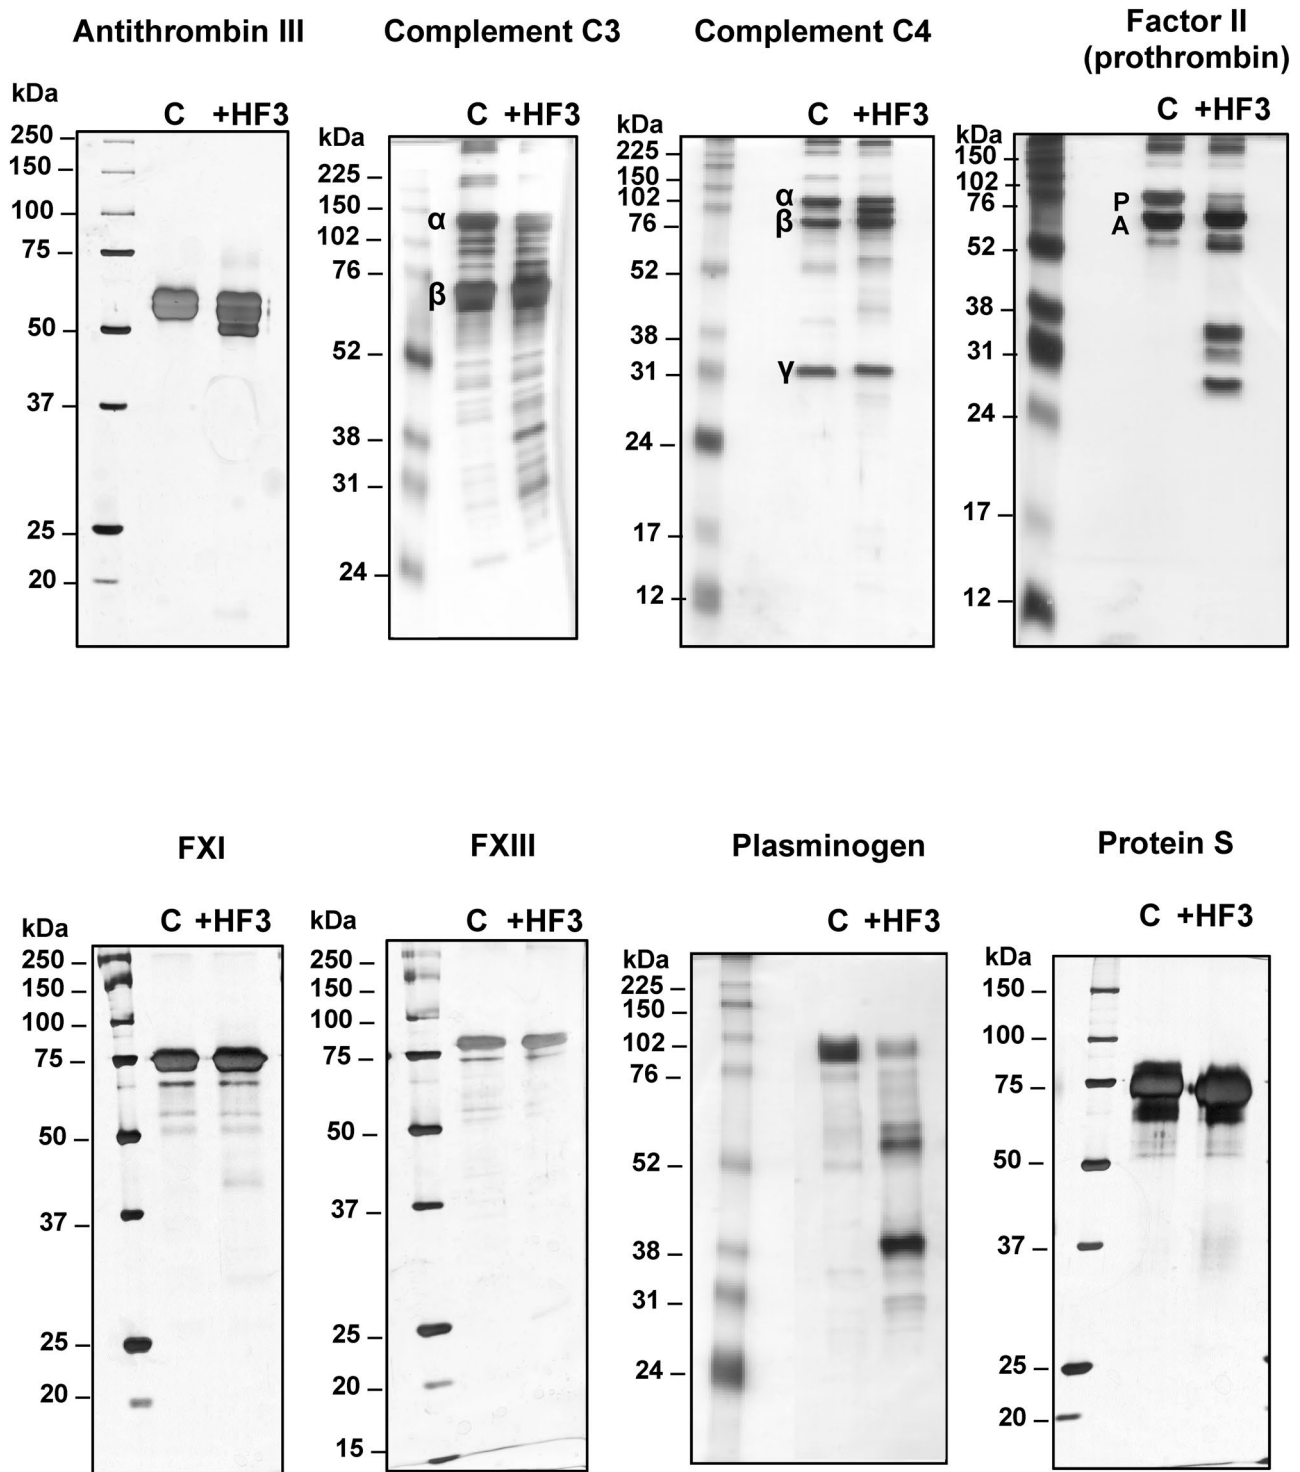 Antithrombin III
kDa
C +HF3
250
150
100
75
50
37
25
20
Complement C3
kDa
C +HF3
225
150
α
102
76
β
52
38
31
24
Complement C4
kDa
C +HF3
225
150
α
102
β
76
52
38
γ
31
24
17
12
Factor II
(prothrombin)
kDa
C +HF3
150
102
P
76
A
52
38
31
24
17
12
FXI
kDa
C +HF3
250
150
100
75
50
37
25
20
FXIII
kDa
C +HF3
250
150
100
75
50
37
25
20
15
Plasminogen
kDa
C +HF3
225
150
102
76
52
38
31
24
Protein S
kDa
C +HF3
150
100
75
50
37
25
20